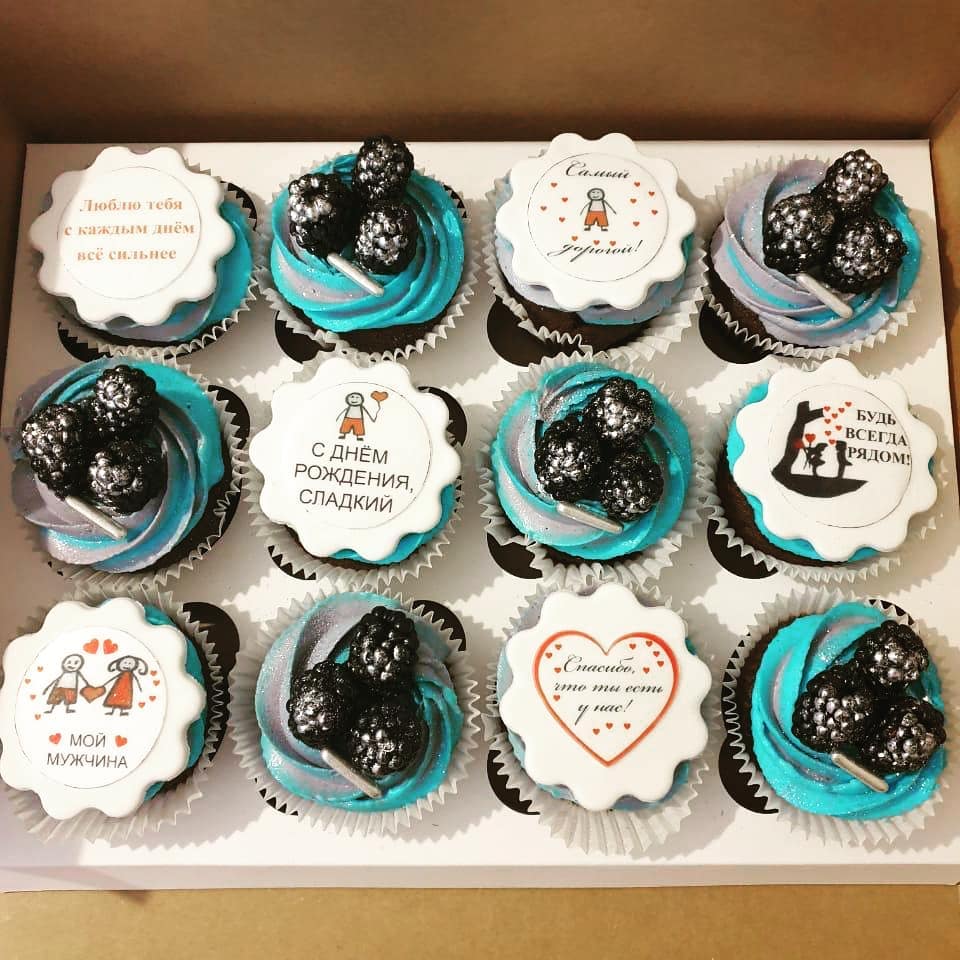 Люблю тебя
с каждым днём
всё сильнее
Самый
дорогой!
С ДНЁМ
РОЖДЕНИЯ,
СЛАДКИЙ
БУДЬ
ВСЕГДА
РЯДОМ!
МОЙ
МУЖЧИНА
Спасибо,
что ты есть
у нас!